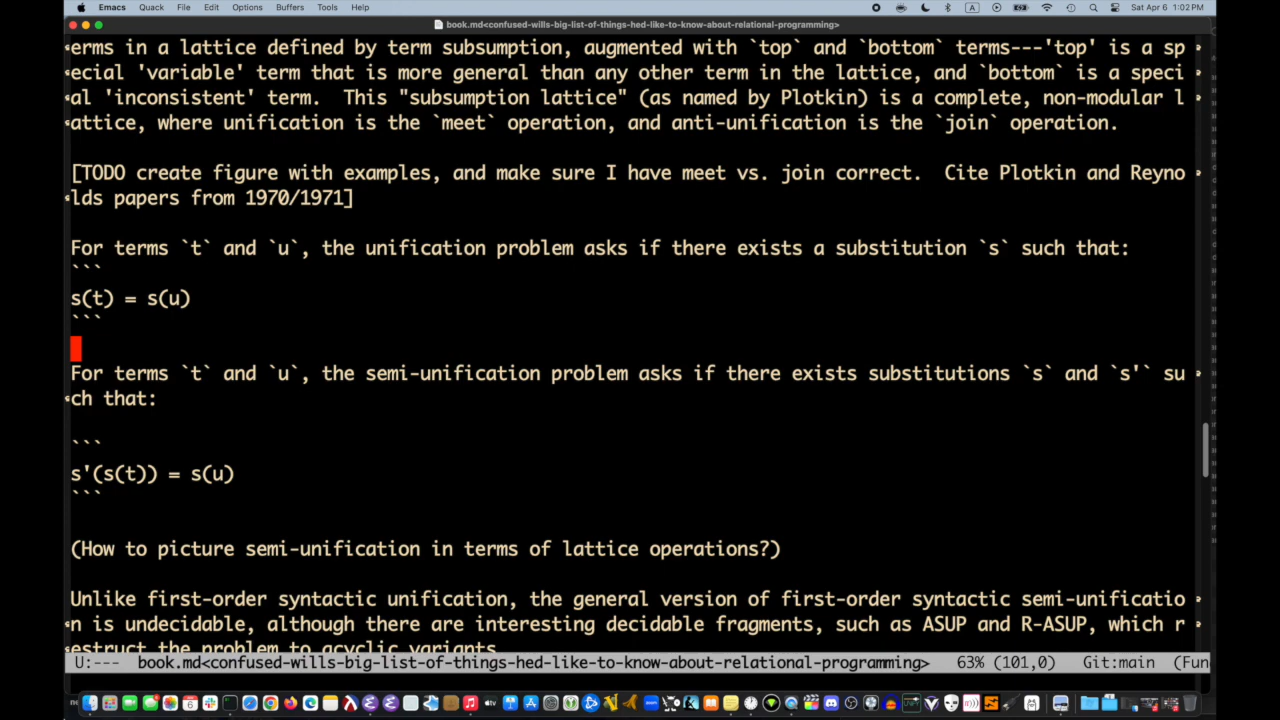 Emacs Quack File Edit Options Buffers Tools Help Sat Apr 6 1:02 PM
book.md<confused-wills-big-list-of-things-hed-like-to-know-about-relational-programming>
erms in a lattice defined by term subsumption, augmented with `top` and `bottom` terms---'top' is a sp
ecial 'variable' term that is more general than any other term in the lattice, and `bottom` is a speci
al 'inconsistent' term.  This "subsumption lattice" (as named by Plotkin) is a complete, non-modular l
attice, where unification is the `meet` operation, and anti-unification is the `join` operation.
[TODO create figure with examples, and make sure I have meet vs. join correct.  Cite Plotkin and Reyno
lds papers from 1970/1971]
For terms `t` and `u`, the unification problem asks if there exists a substitution `s` such that:
```
s(t) = s(u)
```
For terms `t` and `u`, the semi-unification problem asks if there exists substitutions `s` and `s'` su
ch that:
```
s'(s(t)) = s(u)
```
(How to picture semi-unification in terms of lattice operations?)
Unlike first-order syntactic unification, the general version of first-order syntactic semi-unificatio
n is undecidable, although there are interesting decidable fragments, such as ASUP and R-ASUP, which r
estruct the problem to acyclic variants
U:--- book.md<confused-wills-big-list-of-things-hed-like-to-know-about-relational-programming> 63% (101,0) Git:main (Fun